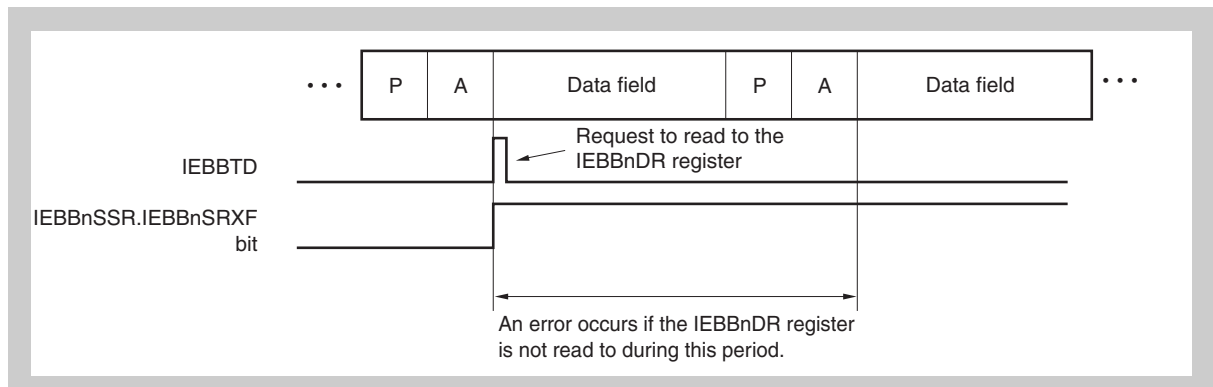 ••• P A Data field P A Data field •••
Request to read to the
IEBBnDR register
IEBBTD
IEBBnSSR.IEBBnSRXF
bit
An error occurs if the IEBBnDR register
is not read to during this period.